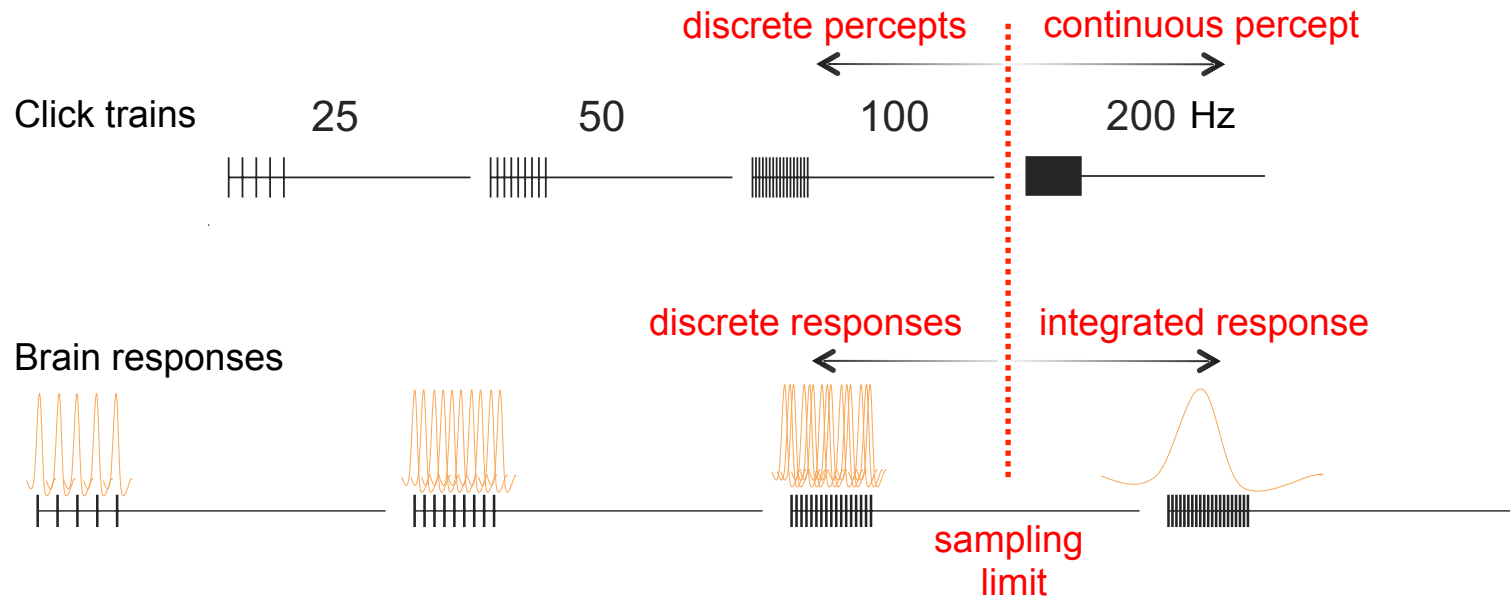 discrete percepts continuous percept
Click trains 25 50 100 200 Hz
discrete responses integrated response
Brain responses
sampling
limit